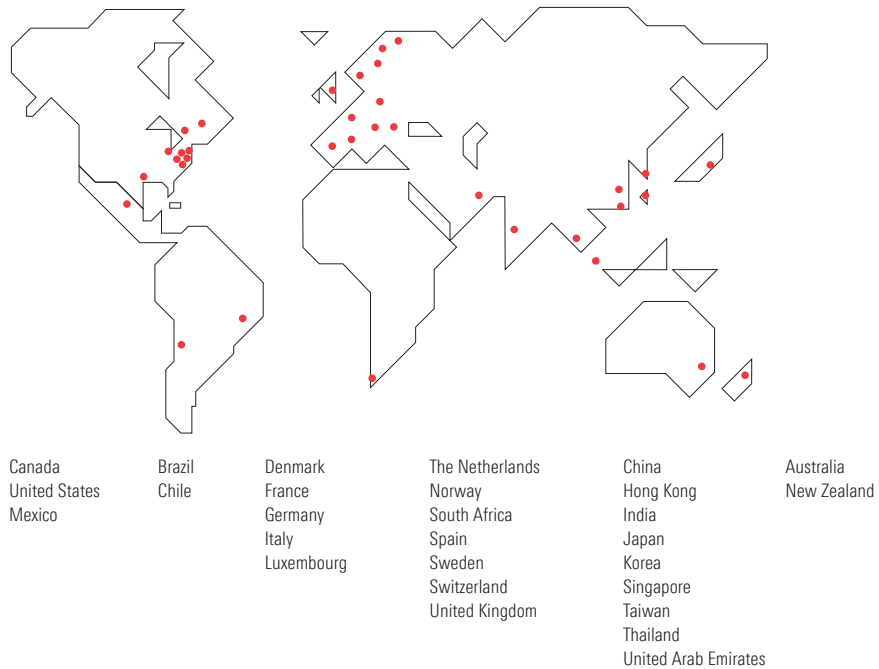 Canada
United States
Mexico
Brazil
Chile
Denmark
France
Germany
Italy
Luxembourg
The Netherlands
Norway
South Africa
Spain
Sweden
Switzerland
United Kingdom
China
Hong Kong
India
Japan
Korea
Singapore
Taiwan
Thailand
United Arab Emirates
Australia
New Zealand